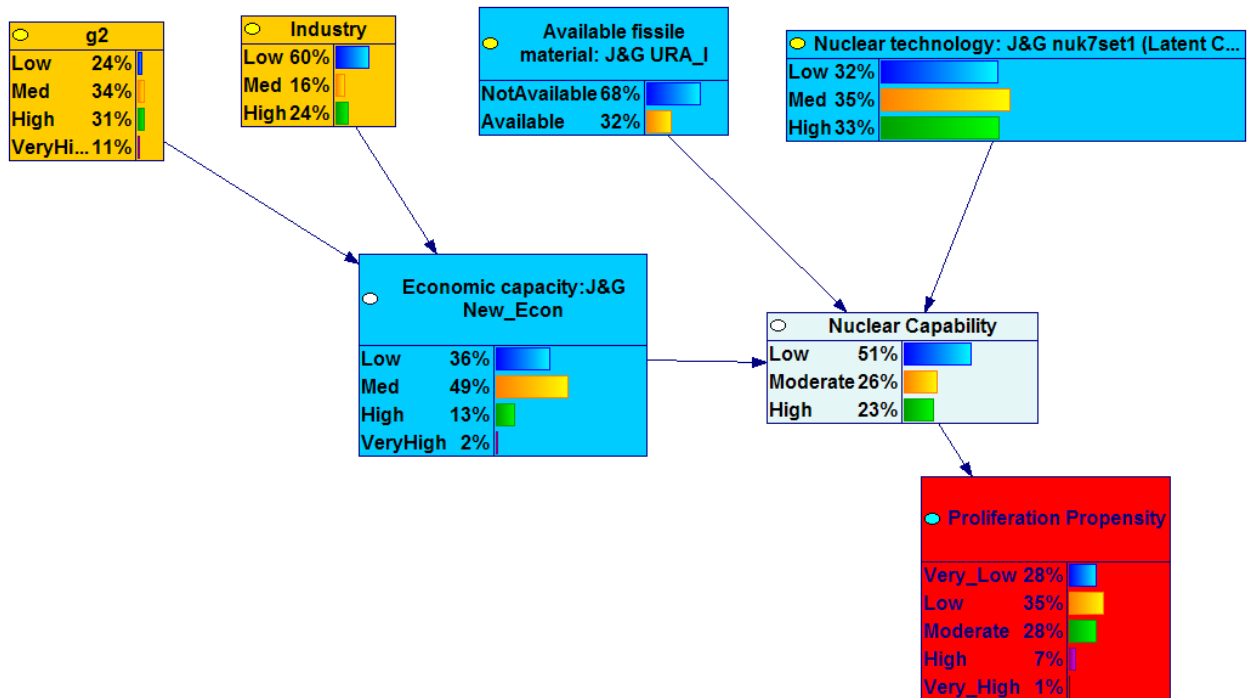 g2
Low 24%
Med 34%
High 31%
VeryHi... 11%
Industry
Low 60%
Med 16%
High 24%
Available fissile
material: J&G URA_I
NotAvailable 68%
Available 32%
Nuclear technology: J&G nuk7set1 (Latent C...
Low 32%
Med 35%
High 33%
Economic capacity:J&G
New_Econ
Low 36%
Med 49%
High 13%
VeryHigh 2%
Nuclear Capability
Low 51%
Moderate 26%
High 23%
Proliferation Propensity
Very_Low 28%
Low 35%
Moderate 28%
High 7%
Very_High 1%